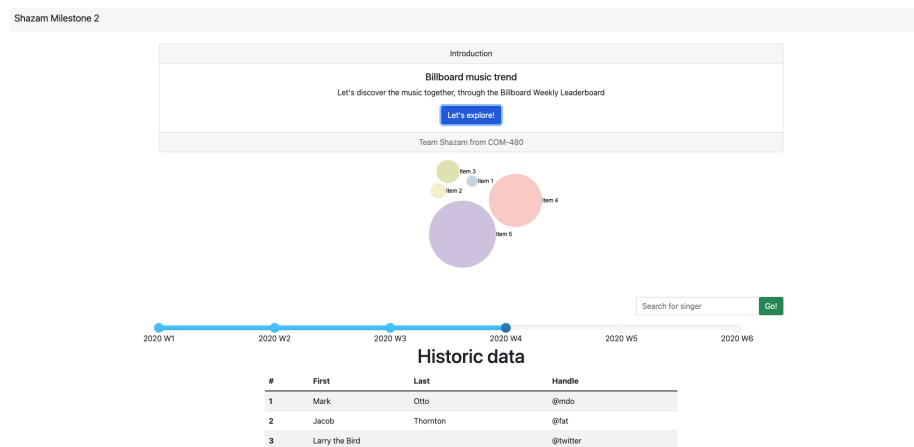 Shazam Milestone 2
Introduction
Billboard music trend
Let's discover the music together, through the Billboard Weekly Leaderboard
Let's explore!
Team Shazam from COM-480
Item 3
Item 1
Item 2
Item 4
Item 5
Search for singer Go!
2020 W1 2020 W2 2020 W3 2020 W4 2020 W5 2020 W6
Historic data
# First Last Handle
1 Mark Otto @mdo
2 Jacob Thornton @fat
3 Larry the Bird @twitter